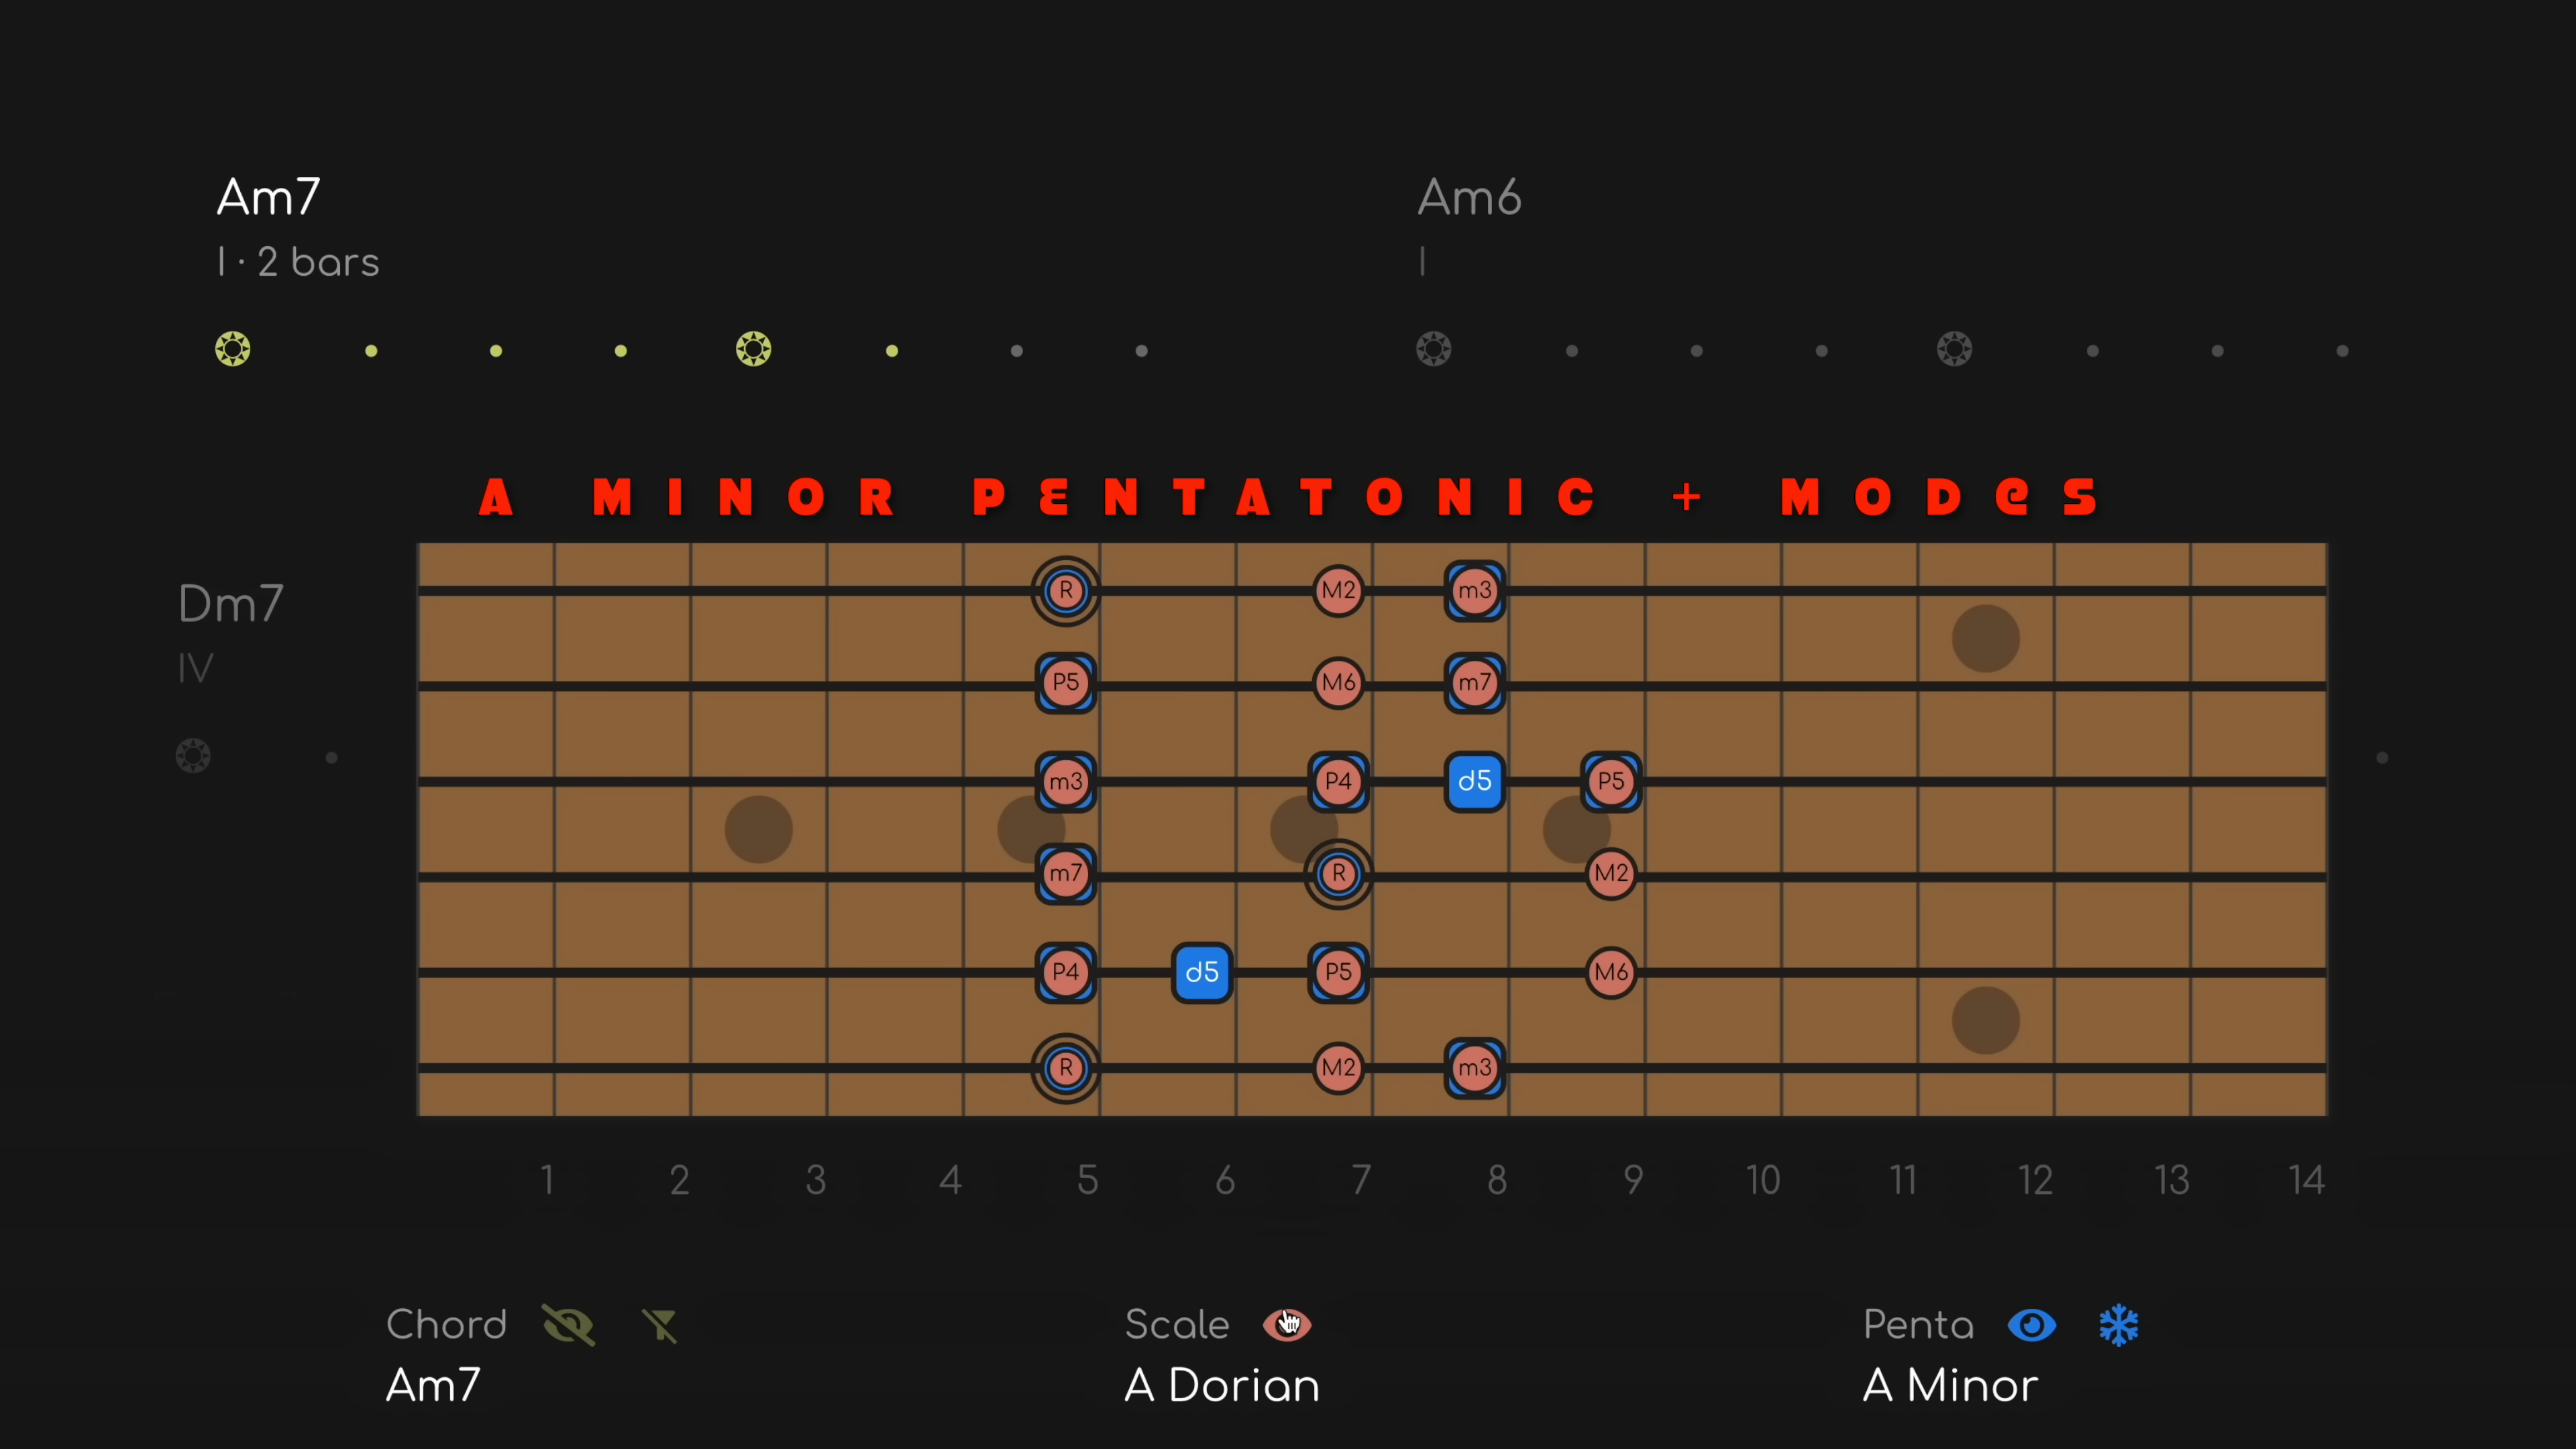 Am7
Am6
I · 2 bars
I
A MINOR PENTATONIC + MODeS
Dm7
IV
R M2 m3
P5 M6 m7
m3 P4 d5 P5
m7 R M2
P4 d5 P5 M6
R M2 m3
1 2 3 4 5 6 7 8 9 10 11 12 13 14
Chord
Scale
Penta
Am7
A Dorian
A Minor